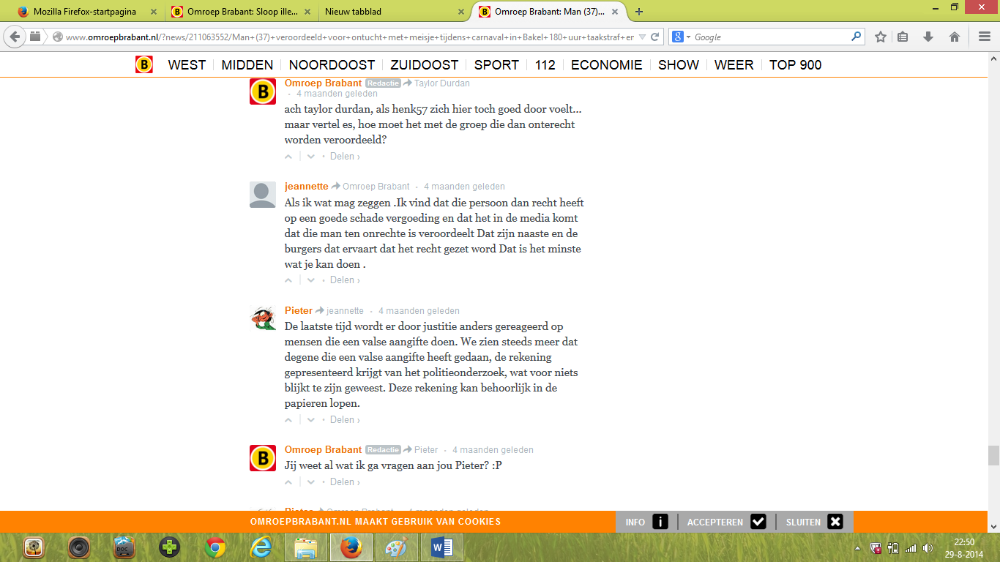 Mozilla Firefox-startpagina
Omroep Brabant: Sloop ille...
Nieuw tabblad
Omroep Brabant: Man (37)...
www.omroepbrabant.nl/?news/211063552/Man+(37)+veroordeeld+voor+ontucht+met+meisje+tijdens+carnaval+in+Bakel+180+uur+taakstraf+er
Google
B WEST MIDDEN NOORDOOST ZUIDOOST SPORT 112 ECONOMIE SHOW WEER TOP 900
B
Omroep Brabant Redactie Taylor Durdan
· 4 maanden geleden
ach taylor durdan, als henk57 zich hier toch goed door voelt...
maar vertel es, hoe moet het met de groep die dan onterecht
worden veroordeeld?
• Delen ›
jeannette Omroep Brabant · 4 maanden geleden
Als ik wat mag zeggen .Ik vind dat die persoon dan recht heeft
op een goede schade vergoeding en dat het in de media komt
dat die man ten onrechte is veroordeelt Dat zijn naaste en de
burgers dat ervaart dat het recht gezet word Dat is het minste
wat je kan doen .
• Delen ›
Pieter jeannette · 4 maanden geleden
De laatste tijd wordt er door justitie anders gereageerd op
mensen die een valse aangifte doen. We zien steeds meer dat
degene die een valse aangifte heeft gedaan, de rekening
gepresenteerd krijgt van het politieonderzoek, wat voor niets
blijkt te zijn geweest. Deze rekening kan behoorlijk in de
papieren lopen.
• Delen ›
B
Omroep Brabant Redactie Pieter · 4 maanden geleden
Jij weet al wat ik ga vragen aan jou Pieter? :P
• Delen ›
Pieter Omroep Brabant · 4 maanden geleden
OMROEPBRABANT.NL MAAKT GEBRUIK VAN COOKIES
INFO i ACCEPTEREN SLUITEN
DOC
22:50
29-8-2014